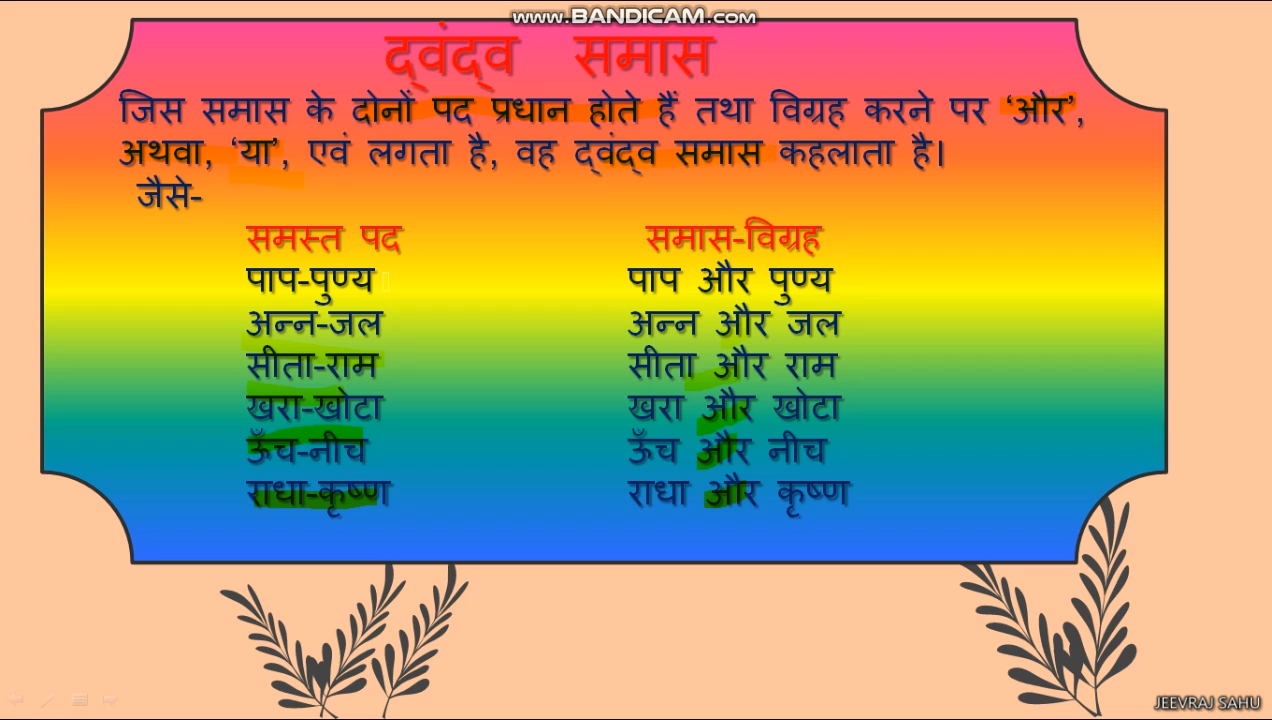 www.BANDICAM.com
द्वंद्व समास
जिस समास के दोनों पद प्रधान होते हैं तथा विग्रह करने पर ‘और’,
अथवा, ‘या’, एवं लगता है, वह द्वंद्व समास कहलाता है।
जैसे-
समस्त पद समास-विग्रह
पाप-पुण्य पाप और पुण्य
अन्न-जल अन्न और जल
सीता-राम सीता और राम
खरा-खोटा खरा और खोटा
ऊँच-नीच ऊँच और नीच
राधा-कृष्ण राधा और कृष्ण
JEEVRAJ SAHU